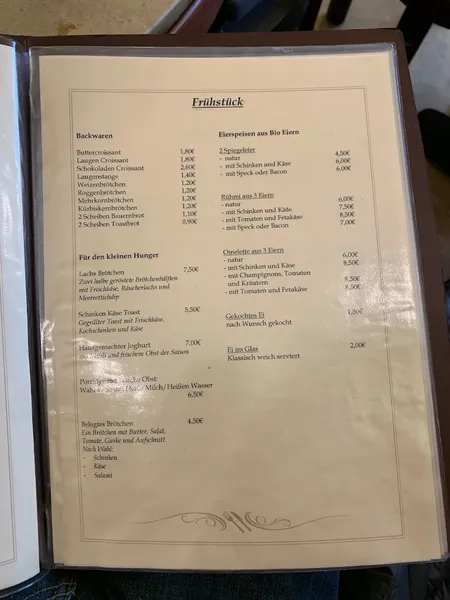 Frühstück
Backwaren
Buttercroissant 1,80€
Laugen Croissant 1,80€
Schokoladen Croissant 2,60€
Laugenstange 1,40€
Weizenbrötchen 1,20€
Roggenbrötchen 1,20€
Mehrkornbrötchen 1,20€
Kürbiskernbrötchen 1,20€
2 Scheiben Bauernbrot 1,10€
2 Scheiben Toastbrot 0,90€
Für den kleinen Hunger
Lachs Brötchen 7,50€
Zwei halbe geröstete Brötchenhälften
mit Frischkäse, Räucherlachs und
Meerrettichdip
Schinken Käse Toast 5,50€
Gegrillter Toast mit Frischkäse,
Kochschinken und Käse
Hausgemachter Joghurt 7,00€
und frischem Obst der Saison
Obst:
Milch/ Heißen Wasser
6,50€
Belegtes Brötchen 4,50€
Ein Brötchen mit Butter, Salat,
Tomate, Gurke und Aufschnitt
Nach Wahl:
- Schinken
- Käse
- Salami
Eierspeisen aus Bio Eiern
2 Spiegeleier
- natur 4,50€
- mit Schinken und Käse 6,00€
- mit Speck oder Bacon 6,00€
Rührei aus 3 Eiern
- natur 6,00€
- mit Schinken und Käse 7,50€
- mit Tomaten und Fetakäse 8,50€
- mit Speck oder Bacon 7,00€
Omelette aus 3 Eiern
- natur 6,00€
- mit Schinken und Käse 8,50€
- mit Champignons, Tomaten
und Kräutern 8,50€
- mit Tomaten und Fetakäse 8,50€
Gekochtes Ei 1,50€
nach Wunsch gekocht
Ei im Glas 2,00€
Klassisch weich serviert